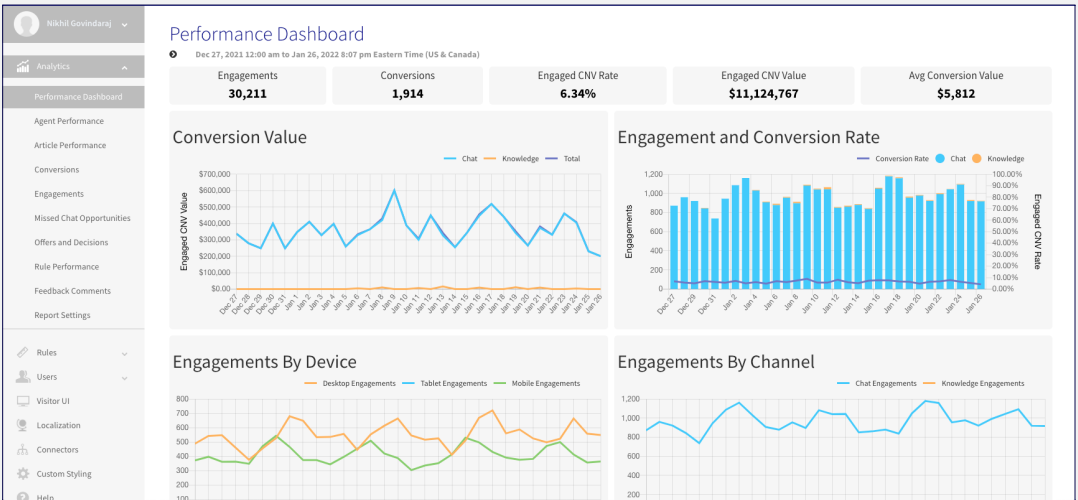 Nikhil Govindaraj
Analytics
Performance Dashboard
Agent Performance
Article Performance
Conversions
Engagements
Missed Chat Opportunities
Offers and Decisions
Rule Performance
Feedback Comments
Report Settings
Rules
Users
Visitor UI
Localization
Connectors
Custom Styling
Help
Performance Dashboard
Dec 27, 2021 12:00 am to Jan 26, 2022 8:07 pm Eastern Time (US & Canada)
Engagements
30,211
Conversions
1,914
Engaged CNV Rate
6.34%
Engaged CNV Value
$11,124,767
Avg Conversion Value
$5,812
Conversion Value
Chat Knowledge Total
Engaged CNV Value
$700,000
$600,000
$500,000
$400,000
$300,000
$200,000
$100,000
$0.00
Dec 27 Dec 28 Dec 29 Dec 30 Dec 31 Jan 1 Jan 2 Jan 3 Jan 4 Jan 5 Jan 6 Jan 7 Jan 8 Jan 9 Jan 10 Jan 11 Jan 12 Jan 13 Jan 14 Jan 15 Jan 16 Jan 17 Jan 18 Jan 19 Jan 20 Jan 21 Jan 22 Jan 23 Jan 24 Jan 25 Jan 26
Engagement and Conversion Rate
Conversion Rate Chat Knowledge
Engagements
1,200
1,000
800
600
400
200
0
100.00%
90.00%
80.00%
70.00%
60.00%
50.00%
40.00%
30.00%
20.00%
10.00%
0.00%
Engaged CNV Rate
Dec 27 Dec 29 Dec 31 Jan 2 Jan 4 Jan 6 Jan 8 Jan 10 Jan 12 Jan 14 Jan 16 Jan 18 Jan 20 Jan 22 Jan 24 Jan 26
Engagements By Device
Desktop Engagements Tablet Engagements Mobile Engagements
800
700
600
500
400
300
200
100
Engagements By Channel
Chat Engagements Knowledge Engagements
1,200
1,000
800
600
400
200